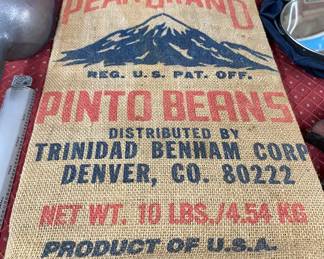 PEAK BRAND
REG. U.S. PAT. OFF.
PINTO BEANS
DISTRIBUTED BY
TRINIDAD BENHAM CORP
DENVER, CO. 80222
NET WT. 10 LBS./4.54 KG
PRODUCT OF U.S.A.